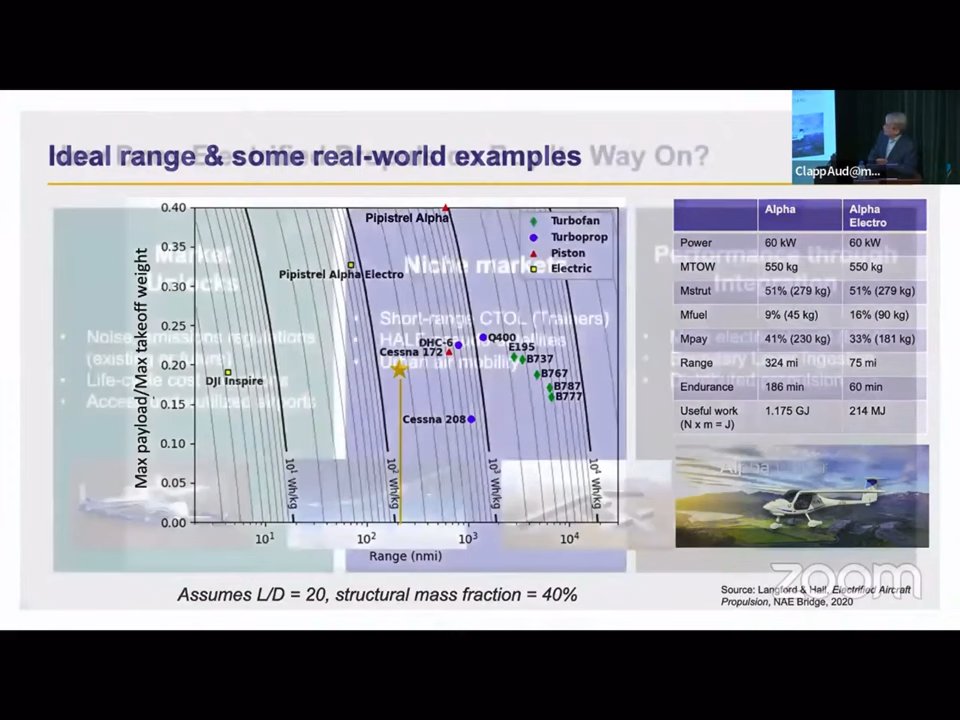 Ideal range & some real-world examples
Way On?
ClappAud@m...
Max payload/Max takeoff weight
0.40
0.35
0.30
0.25
0.20
0.15
0.10
0.05
0.00
Pipistrel Alpha
Pipistrel Alpha Electro
DJI Inspire
DHC-6
Cessna 172
Q400
E195
B737
B767
B787
B777
Cessna 208
Turbofan
Turboprop
Piston
Electric
10¹ Wh/kg
10² Wh/kg
10³ Wh/kg
10⁴ Wh/kg
10¹
10²
10³
10⁴
Range (nmi)
Market
Niche markets
Performance through
Short-range CTOL (Trainers)
Urban air mobility
Alpha
Alpha Electro
Power 60 kW 60 kW
MTOW 550 kg 550 kg
Mstrut 51% (279 kg) 51% (279 kg)
Mfuel 9% (45 kg) 16% (90 kg)
Mpay 41% (230 kg) 33% (181 kg)
Range 324 mi 75 mi
Endurance 186 min 60 min
Useful work 1.175 GJ 214 MJ
(N x m = J)
Assumes L/D = 20, structural mass fraction = 40%
Source: Langford & Hall, Electrified Aircraft
Propulsion, NAE Bridge, 2020
zoom